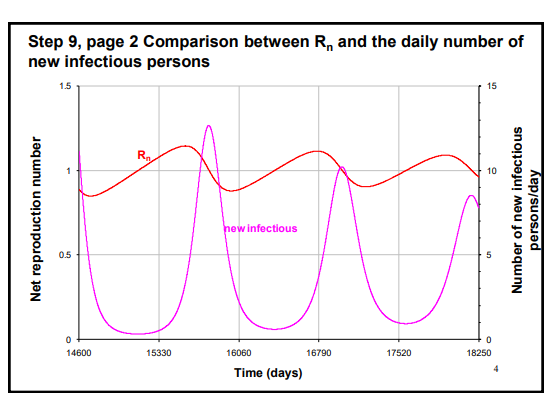 Step 9, page 2 Comparison between Rn and the daily number of
new infectious persons
1.5
1
0.5
0
Net reproduction number
Rn
new infectious
15
10
5
0
Number of new infectious
persons/day
14600 15330 16060 16790 17520 18250
Time (days)
4